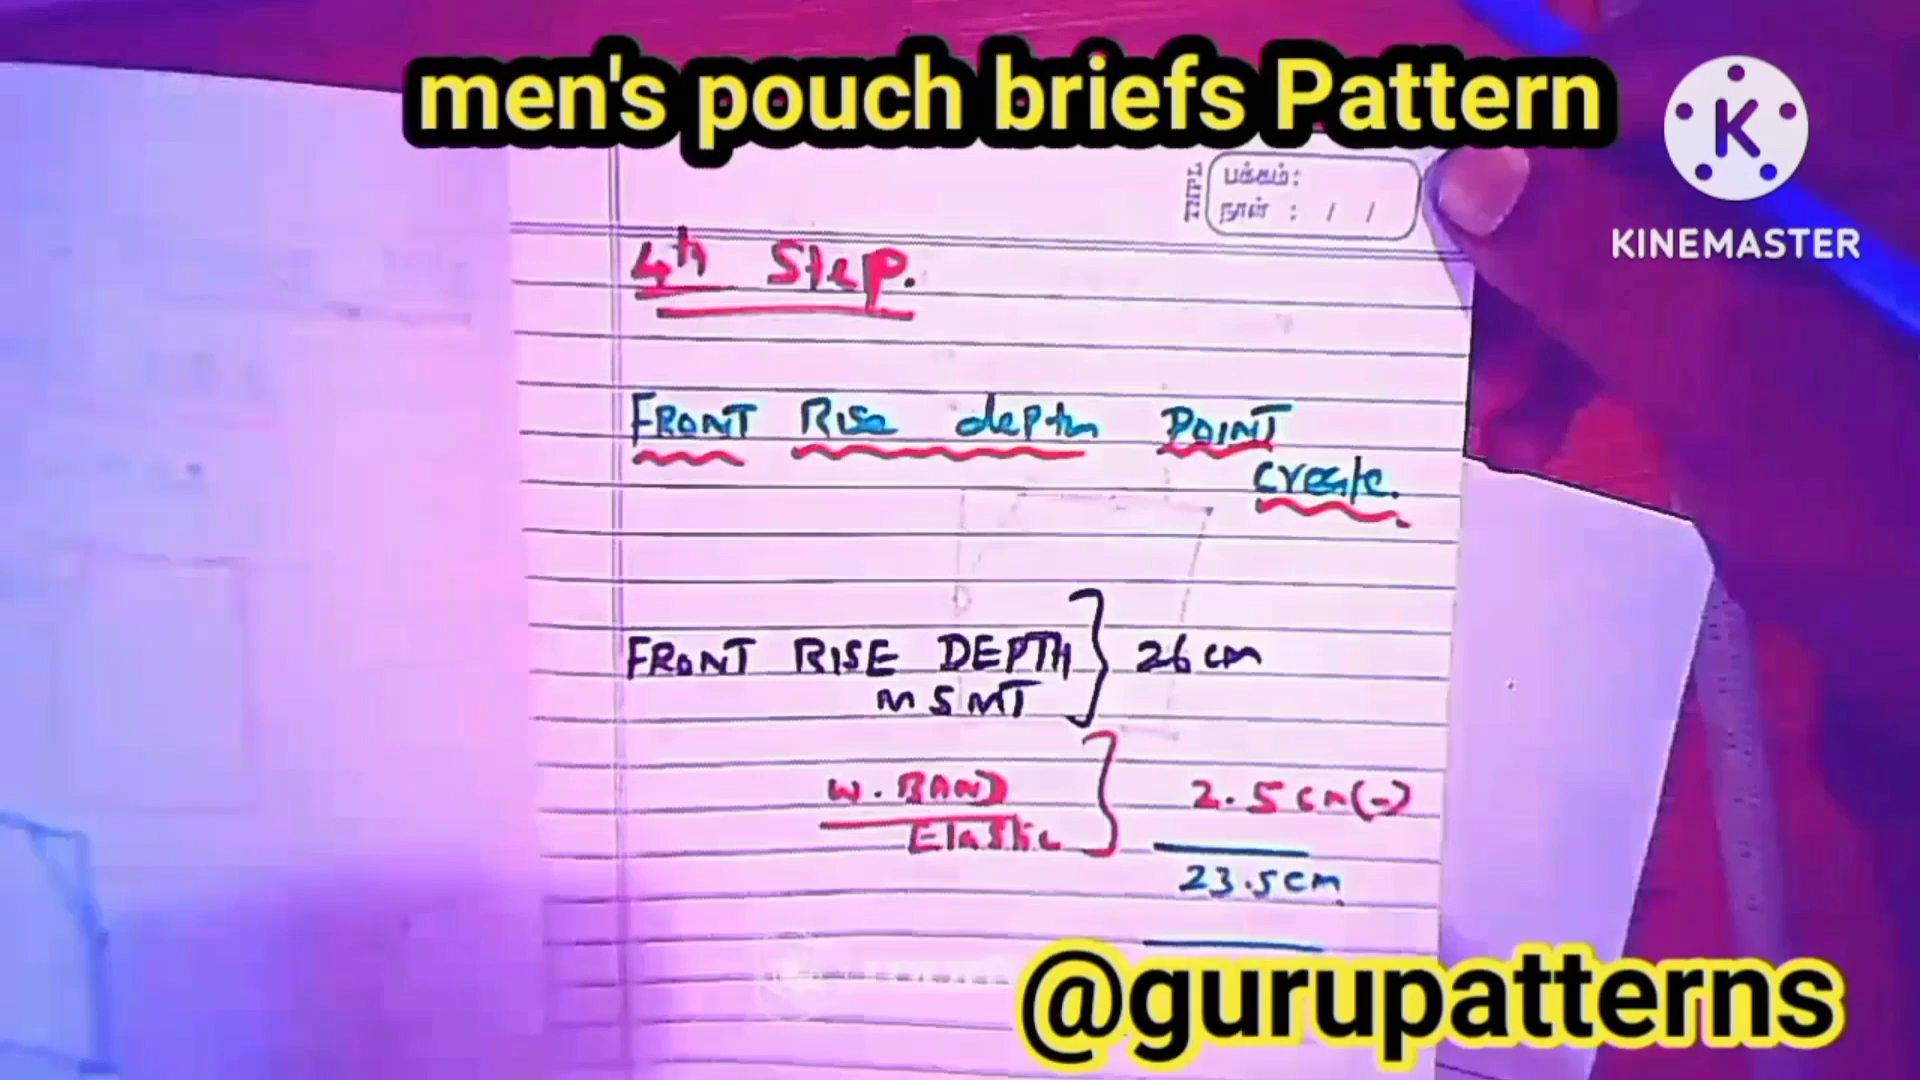 men's pouch briefs Pattern
K
KINEMASTER
TITLE
பக்கம்:
நாள் : / /
4th Step.
FRONT Rise depth POINT
create.
FRONT RISE DEPTH } 26 cm
MSMT
W. BAND } 2.5 cm (-)
Elastic
23.5cm
@gurupatterns